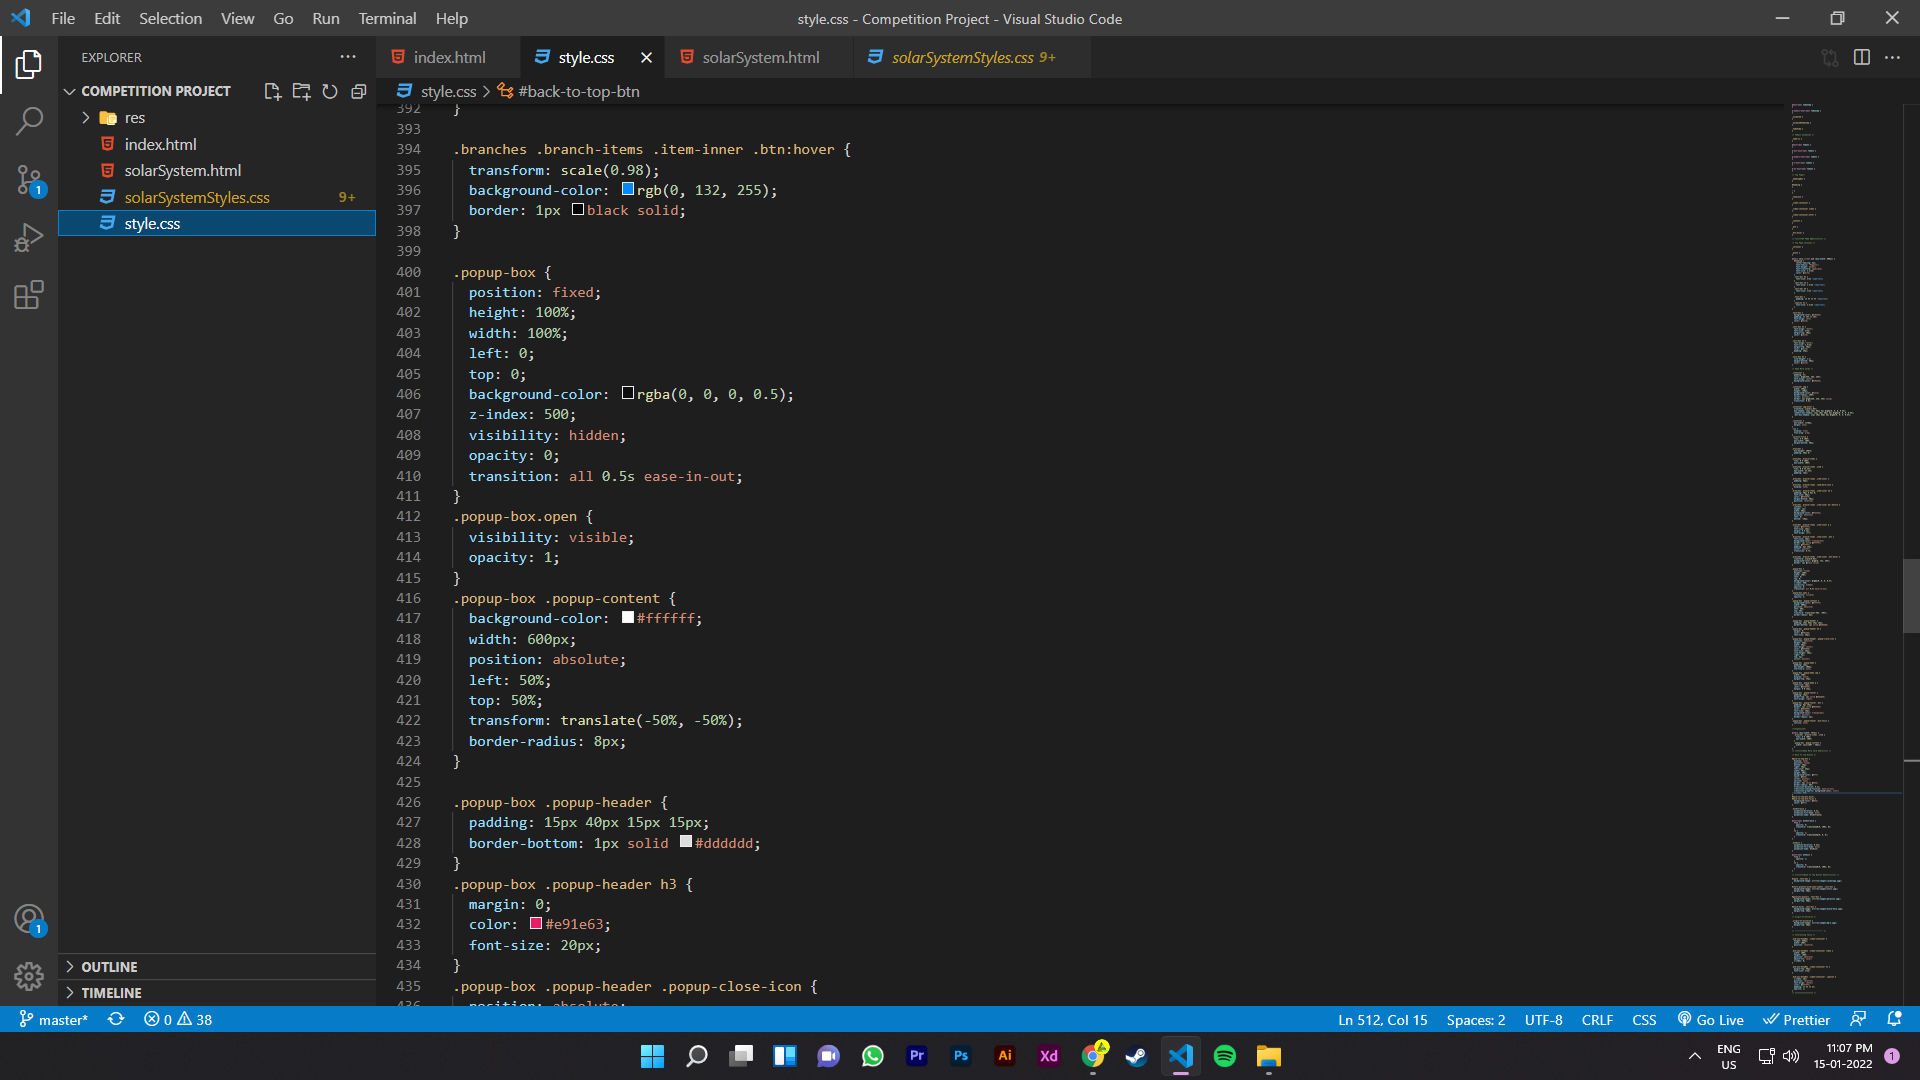 File Edit Selection View Go Run Terminal Help
style.css - Competition Project - Visual Studio Code
EXPLORER
index.html
style.css
solarSystem.html
solarSystemStyles.css 9+
COMPETITION PROJECT
style.css > #back-to-top-btn
res
index.html
solarSystem.html
solarSystemStyles.css 9+
style.css
392 }
393
394 .branches .branch-items .item-inner .btn:hover {
395 transform: scale(0.98);
396 background-color: rgb(0, 132, 255);
397 border: 1px black solid;
398 }
399
400 .popup-box {
401 position: fixed;
402 height: 100%;
403 width: 100%;
404 left: 0;
405 top: 0;
406 background-color: rgba(0, 0, 0, 0.5);
407 z-index: 500;
408 visibility: hidden;
409 opacity: 0;
410 transition: all 0.5s ease-in-out;
411 }
412 .popup-box.open {
413 visibility: visible;
414 opacity: 1;
415 }
416 .popup-box .popup-content {
417 background-color: #ffffff;
418 width: 600px;
419 position: absolute;
420 left: 50%;
421 top: 50%;
422 transform: translate(-50%, -50%);
423 border-radius: 8px;
424 }
425
426 .popup-box .popup-header {
427 padding: 15px 40px 15px 15px;
428 border-bottom: 1px solid #dddddd;
429 }
430 .popup-box .popup-header h3 {
431 margin: 0;
432 color: #e91e63;
433 font-size: 20px;
434 }
435 .popup-box .popup-header .popup-close-icon {
436 position: absolute;
1
1
OUTLINE
TIMELINE
master* 0 38
Ln 512, Col 15 Spaces: 2 UTF-8 CRLF CSS Go Live Prettier
Pr Ps Ai Xd
ENG
US
11:07 PM
15-01-2022
1